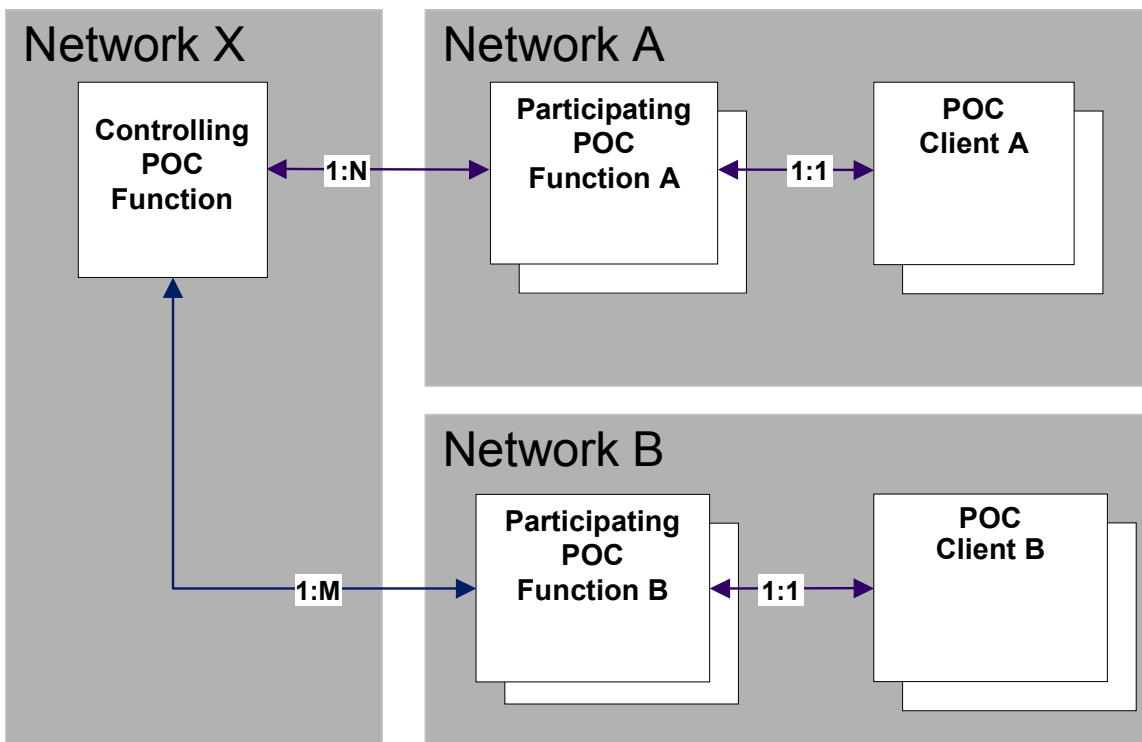 Network X
Controlling
POC
Function
1:N
Network A
Participating
POC
Function A
1:1
POC
Client A
1:M
Network B
Participating
POC
Function B
1:1
POC
Client B